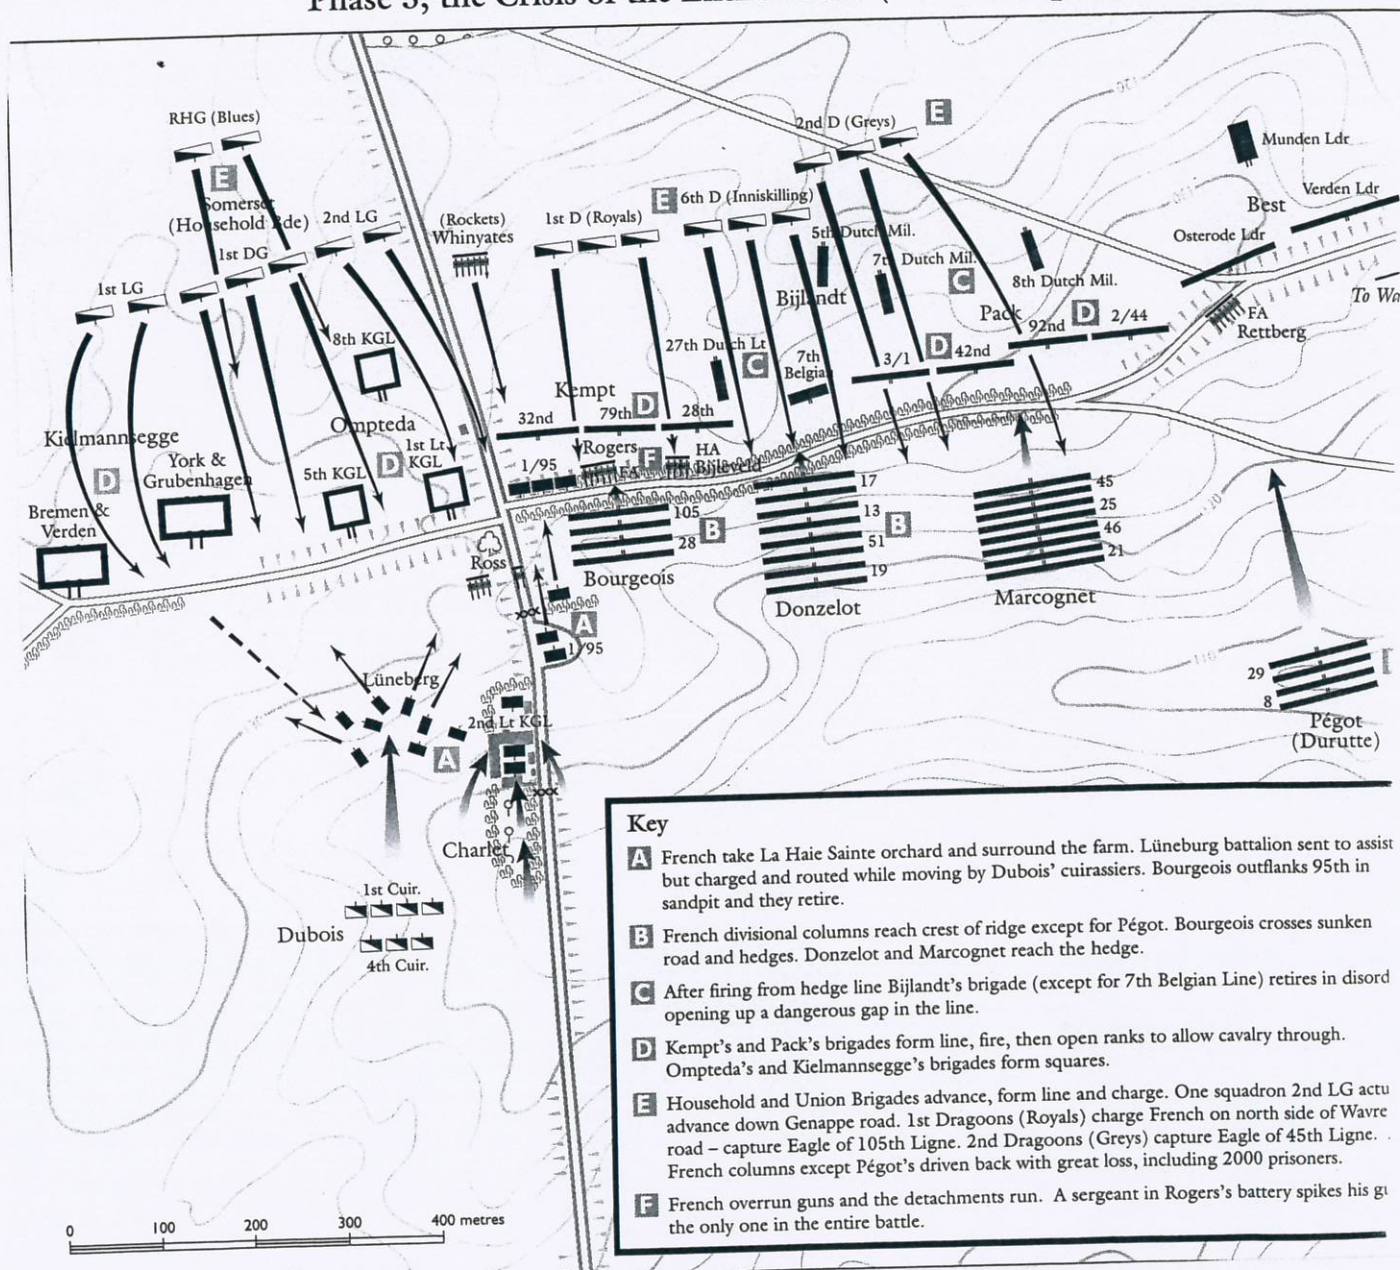 Phase 3, the Crisis of the
RHG (Blues)
E
Somerset
(Household Bde)
2nd LG
1st DG
1st LG
(Rockets)
Whinyates
1st D (Royals)
E
6th D (Inniskilling)
2nd D (Greys)
E
5th Dutch Mil.
7th Dutch Mil.
C
Bijlandt
8th Dutch Mil.
Munden Ldr
Verden Ldr
Best
Osterode Ldr
To Wa
FA
Rettberg
Pack
92nd
D
2/44
3/1
D
42nd
27th Dutch Lt
C
7th
Belgian
8th KGL
Kempt
32nd
79th
D
28th
Kielmannsegge
D
York &
Grubenhagen
Bremen &
Verden
Ompteda
5th KGL
D
1st Lt
KGL
1/95
Rogers
FA
F
HA
Bijleveld
17
13
51
19
B
45
25
46
21
105
28
B
Ross
Bourgeois
Donzelot
Marcognet
A
1/95
Lüneberg
2nd Lt KGL
A
29
8
Pégot
(Durutte)
Charlet
1st Cuir.
Dubois
4th Cuir.
120
110
Key
A French take La Haie Sainte orchard and surround the farm. Lüneburg battalion sent to assist
but charged and routed while moving by Dubois' cuirassiers. Bourgeois outflanks 95th in
sandpit and they retire.
B French divisional columns reach crest of ridge except for Pégot. Bourgeois crosses sunken
road and hedges. Donzelot and Marcognet reach the hedge.
C After firing from hedge line Bijlandt's brigade (except for 7th Belgian Line) retires in disord
opening up a dangerous gap in the line.
D Kempt's and Pack's brigades form line, fire, then open ranks to allow cavalry through.
Ompteda's and Kielmannsegge's brigades form squares.
E Household and Union Brigades advance, form line and charge. One squadron 2nd LG actu
advance down Genappe road. 1st Dragoons (Royals) charge French on north side of Wavre
road – capture Eagle of 105th Ligne. 2nd Dragoons (Greys) capture Eagle of 45th Ligne.
French columns except Pégot's driven back with great loss, including 2000 prisoners.
F French overrun guns and the detachments run. A sergeant in Rogers's battery spikes his gu
the only one in the entire battle.
0 100 200 300 400 metres